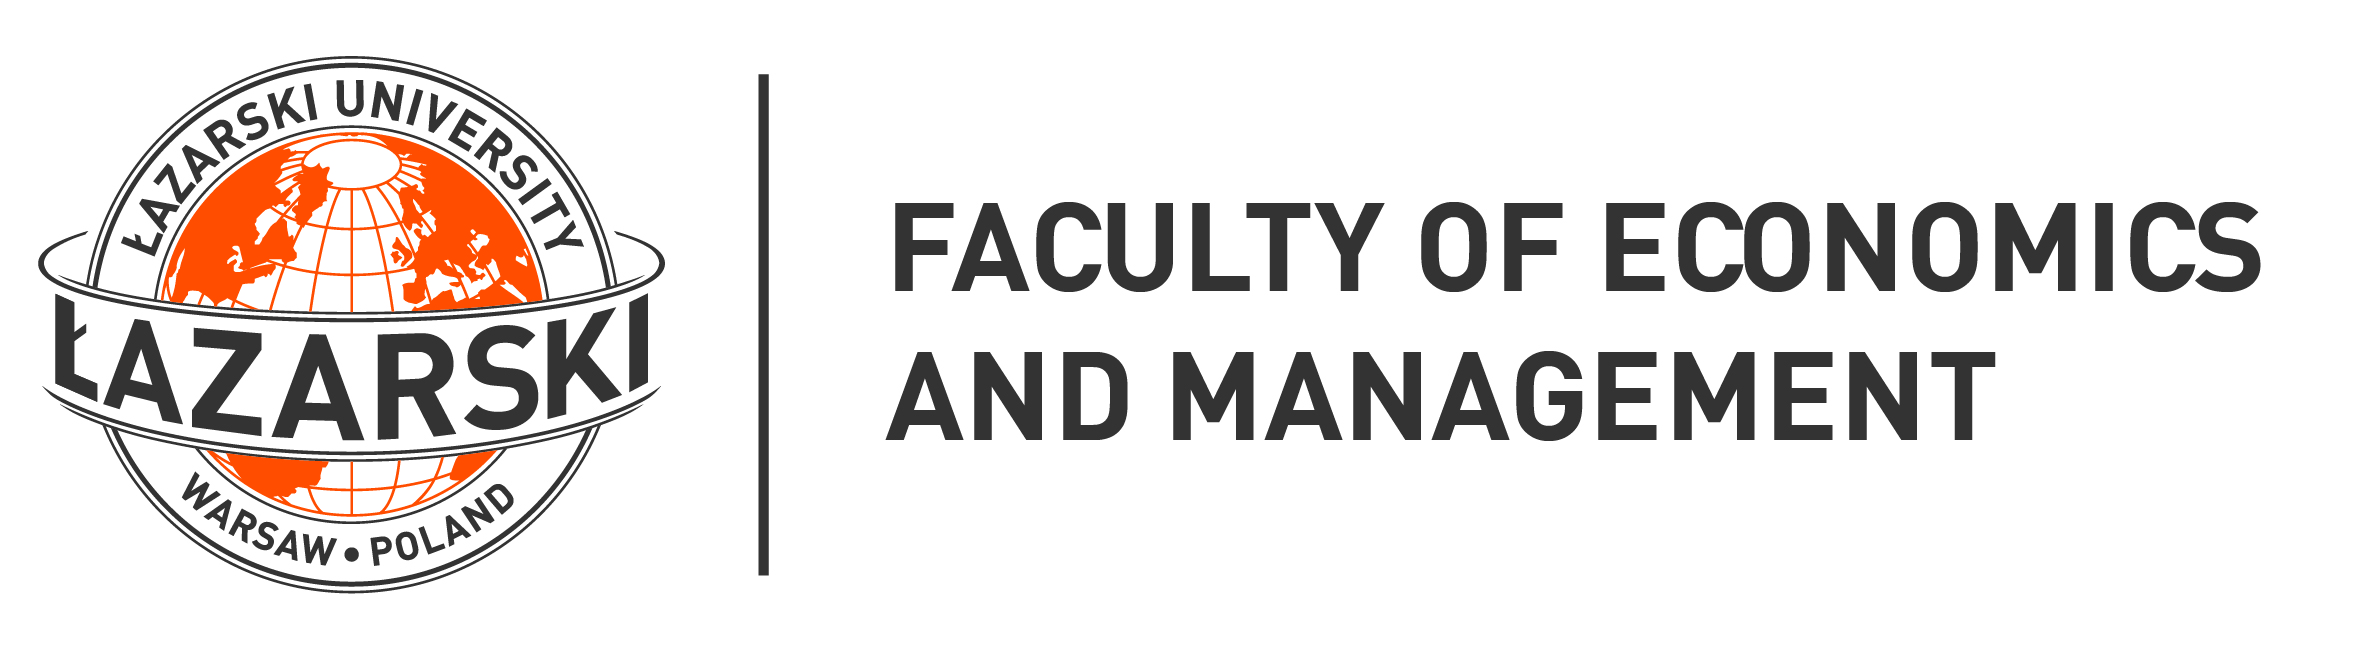 ŁAZARSKI UNIVERSITY
ŁAZARSKI
WARSAW • POLAND
FACULTY OF ECONOMICS
AND MANAGEMENT